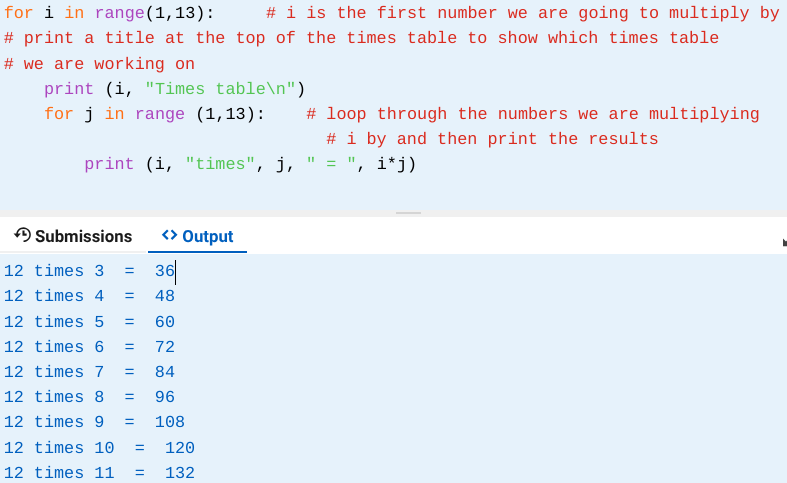 for i in range(1,13):     # i is the first number we are going to multiply by
# print a title at the top of the times table to show which times table
# we are working on
    print (i, "Times table\n")
    for j in range (1,13):    # loop through the numbers we are multiplying
                                # i by and then print the results
        print (i, "times", j, " = ", i*j)
Submissions
Output
12 times 3  =  36
12 times 4  =  48
12 times 5  =  60
12 times 6  =  72
12 times 7  =  84
12 times 8  =  96
12 times 9  =  108
12 times 10  =  120
12 times 11  =  132